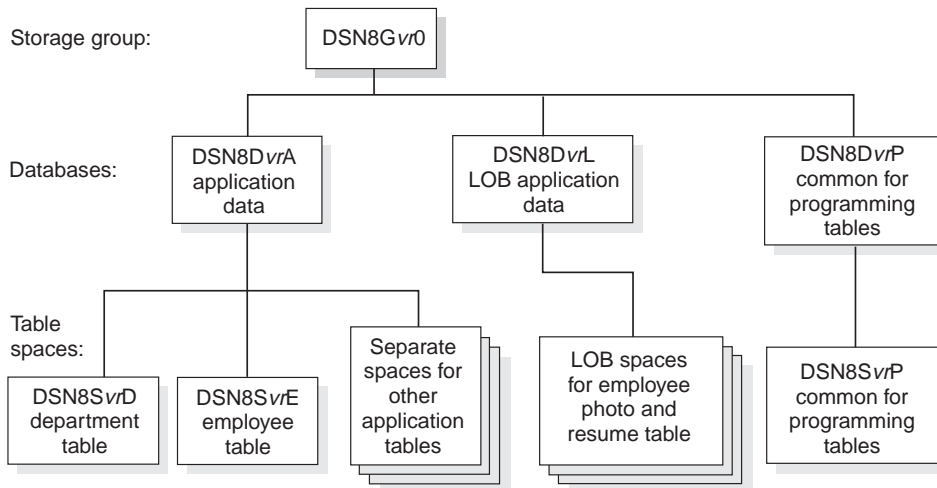 Storage group:
DSN8Gvr0
Databases:
DSN8DvrA
application
data
DSN8DvrL
LOB application
data
DSN8DvrP
common for
programming
tables
Table
spaces:
DSN8SvrD
department
table
DSN8SvrE
employee
table
Separate
spaces for
other
application
tables
LOB spaces
for employee
photo and
resume table
DSN8SvrP
common for
programming
tables